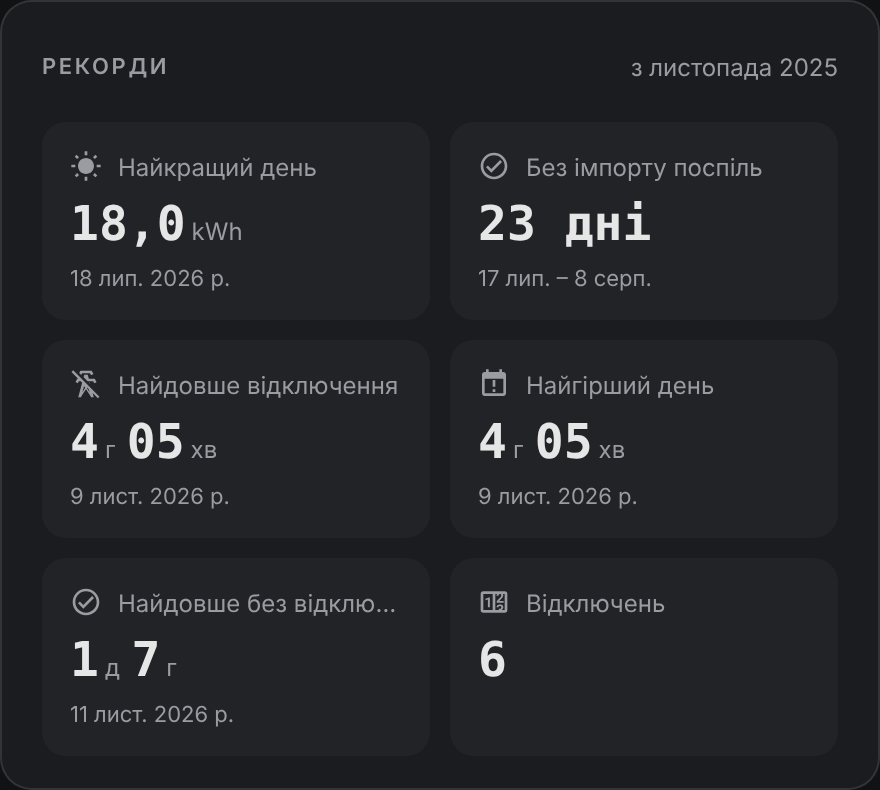 РЕКОРДИ
з листопада 2025
Найкращий день
18,0 kWh
18 лип. 2026 р.
Без імпорту поспіль
23 дні
17 лип. – 8 серп.
Найдовше відключення
4 г 05 хв
9 лист. 2026 р.
Найгірший день
4 г 05 хв
9 лист. 2026 р.
Найдовше без відклю...
1 д 7 г
11 лист. 2026 р.
Відключень
6